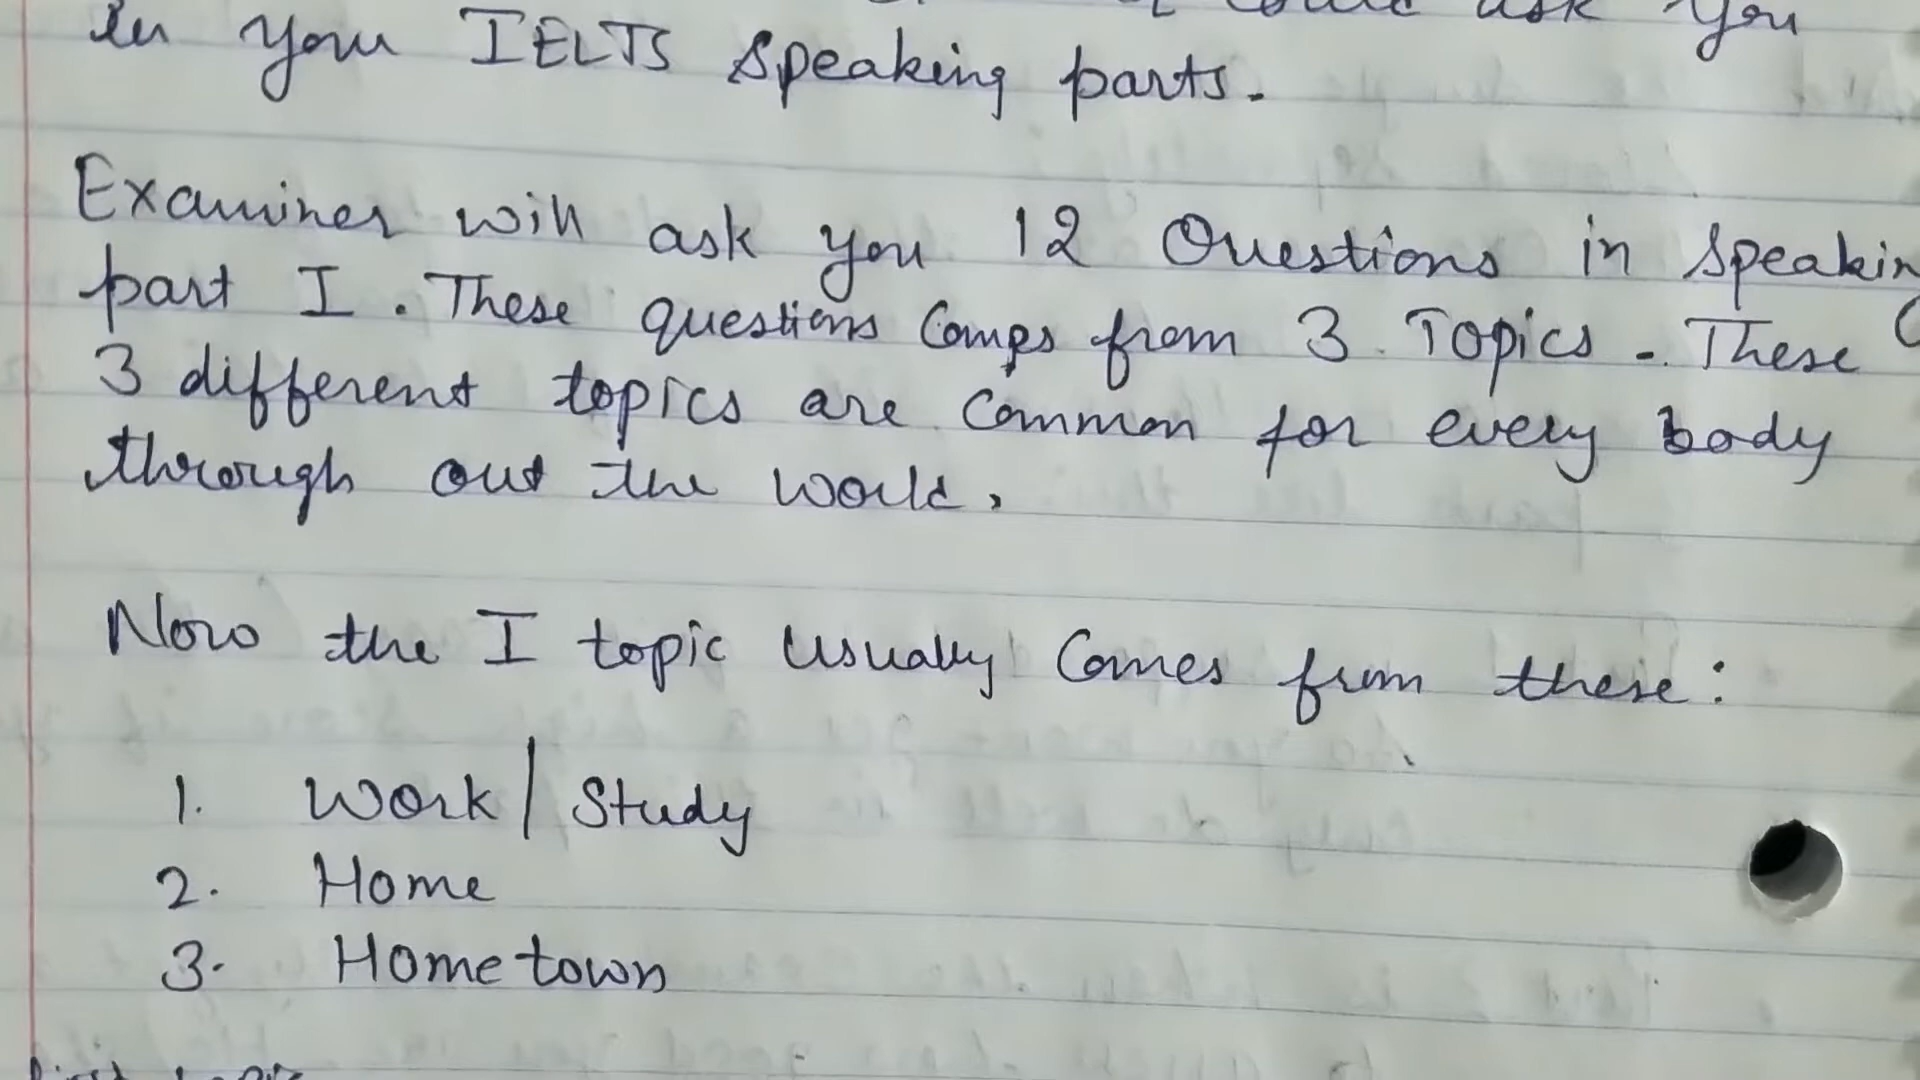 ask you
in your IELTS Speaking parts.
Examiner will ask you 12 Questions in Speakin
part I. These questions Comes from 3 Topics. These
3 different topics are Common for every body
through out the world.
Now the I topic usually Comes from these:
1. Work/Study
2. Home
3. Hometown